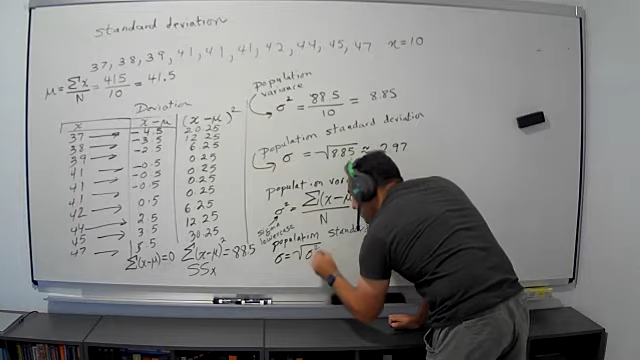 standard deviation
37, 38, 39, 41, 41, 41, 42, 44, 45, 47 n=10
μ = Σx/N = 415/10 = 41.5
Deviation
x x-μ (x-μ)²
37 → -4.5 20.25
38 → -3.5 12.25
39 → -2.5 6.25
41 → -0.5 0.25
41 → -0.5 0.25
41 → -0.5 0.25
42 → 0.5 0.25
44 → 2.5 6.25
45 → 3.5 12.25
47 → 5.5 30.25
Σ(x-μ)=0 Σ(x-μ)²=88.5
SSx
population
variance
σ² = 88.5/10 = 8.85
population standard deviation
σ = √8.85 ≈ 2.97
population
σ² = Σ(x-μ
N
sigma
lowercase
population
σ=√σ²